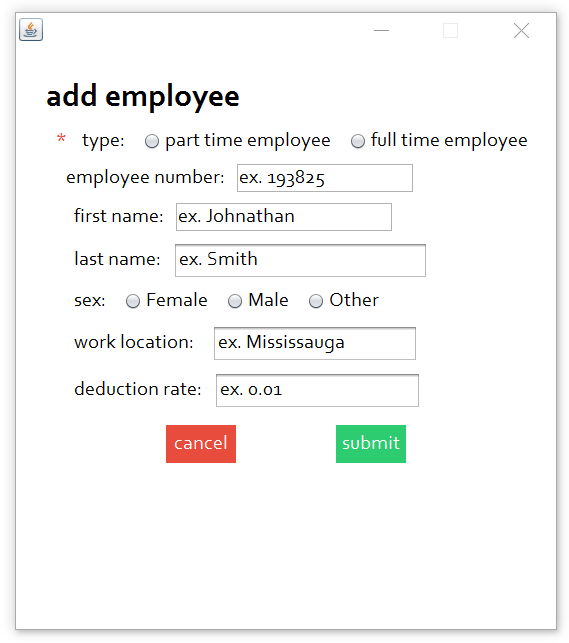 add employee
* type: part time employee full time employee
employee number: ex. 193825
first name: ex. Johnathan
last name: ex. Smith
sex: Female Male Other
work location: ex. Mississauga
deduction rate: ex. 0.01
cancel submit